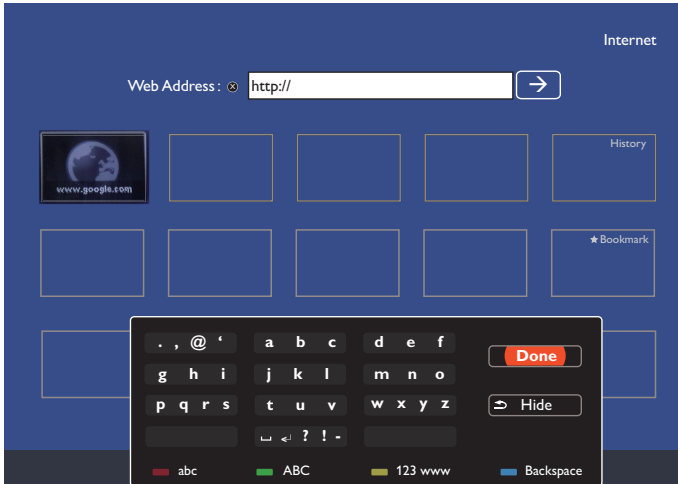 Internet
Web Address : http://
→
www.google.com
History
★ Bookmark
. , @ ‘ a b c d e f
Done
g h i j k l m n o
p q r s t u v w x y z
Hide
␣ ↲ ? ! -
abc ABC 123 www Backspace